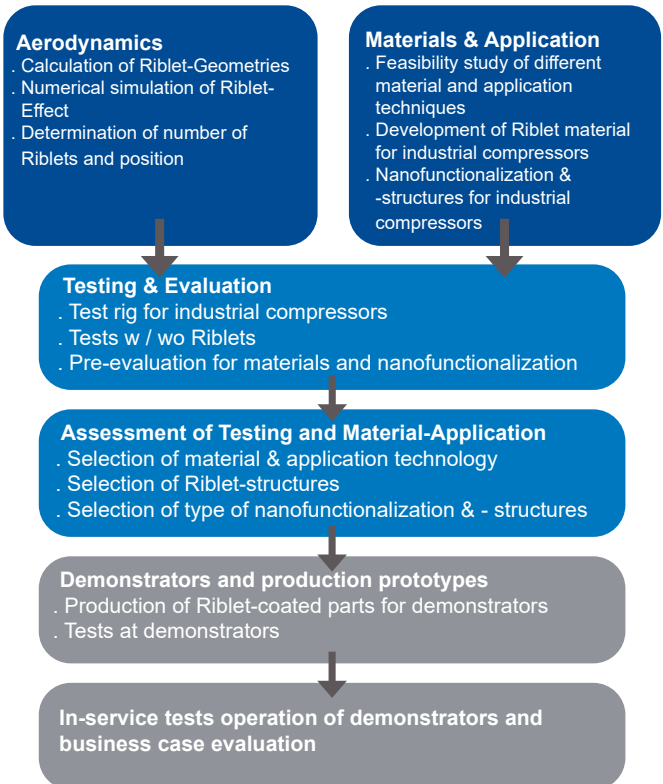 Aerodynamics
. Calculation of Riblet-Geometries
. Numerical simulation of Riblet-
Effect
. Determination of number of
Riblets and position
Materials & Application
. Feasibility study of different
material and application
techniques
. Development of Riblet material
for industrial compressors
. Nanofunctionalization &
-structures for industrial
compressors
Testing & Evaluation
. Test rig for industrial compressors
. Tests w / wo Riblets
. Pre-evaluation for materials and nanofunctionalization
Assessment of Testing and Material-Application
. Selection of material & application technology
. Selection of Riblet-structures
. Selection of type of nanofunctionalization & - structures
Demonstrators and production prototypes
. Production of Riblet-coated parts for demonstrators
. Tests at demonstrators
In-service tests operation of demonstrators and
business case evaluation